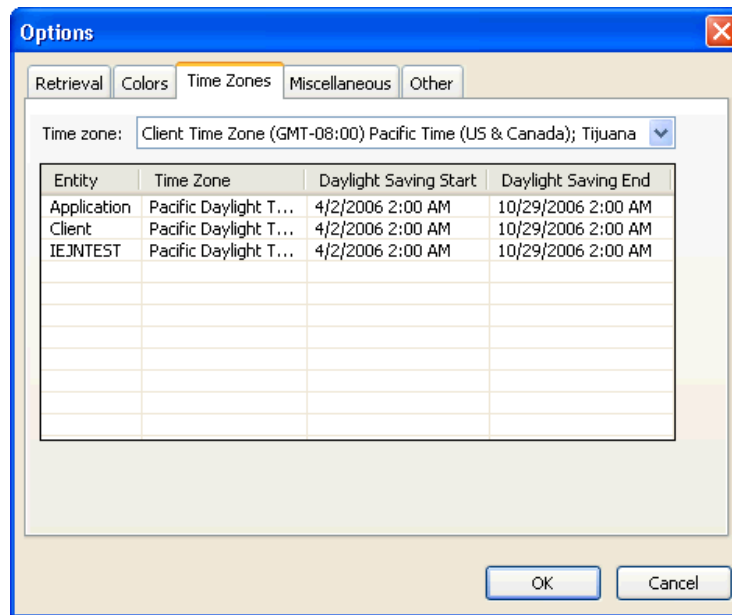 Options
Retrieval Colors Time Zones Miscellaneous Other
Time zone: Client Time Zone (GMT-08:00) Pacific Time (US & Canada); Tijuana
Entity Time Zone Daylight Saving Start Daylight Saving End
Application Pacific Daylight T... 4/2/2006 2:00 AM 10/29/2006 2:00 AM
Client Pacific Daylight T... 4/2/2006 2:00 AM 10/29/2006 2:00 AM
IEJNTEST Pacific Daylight T... 4/2/2006 2:00 AM 10/29/2006 2:00 AM
OK Cancel